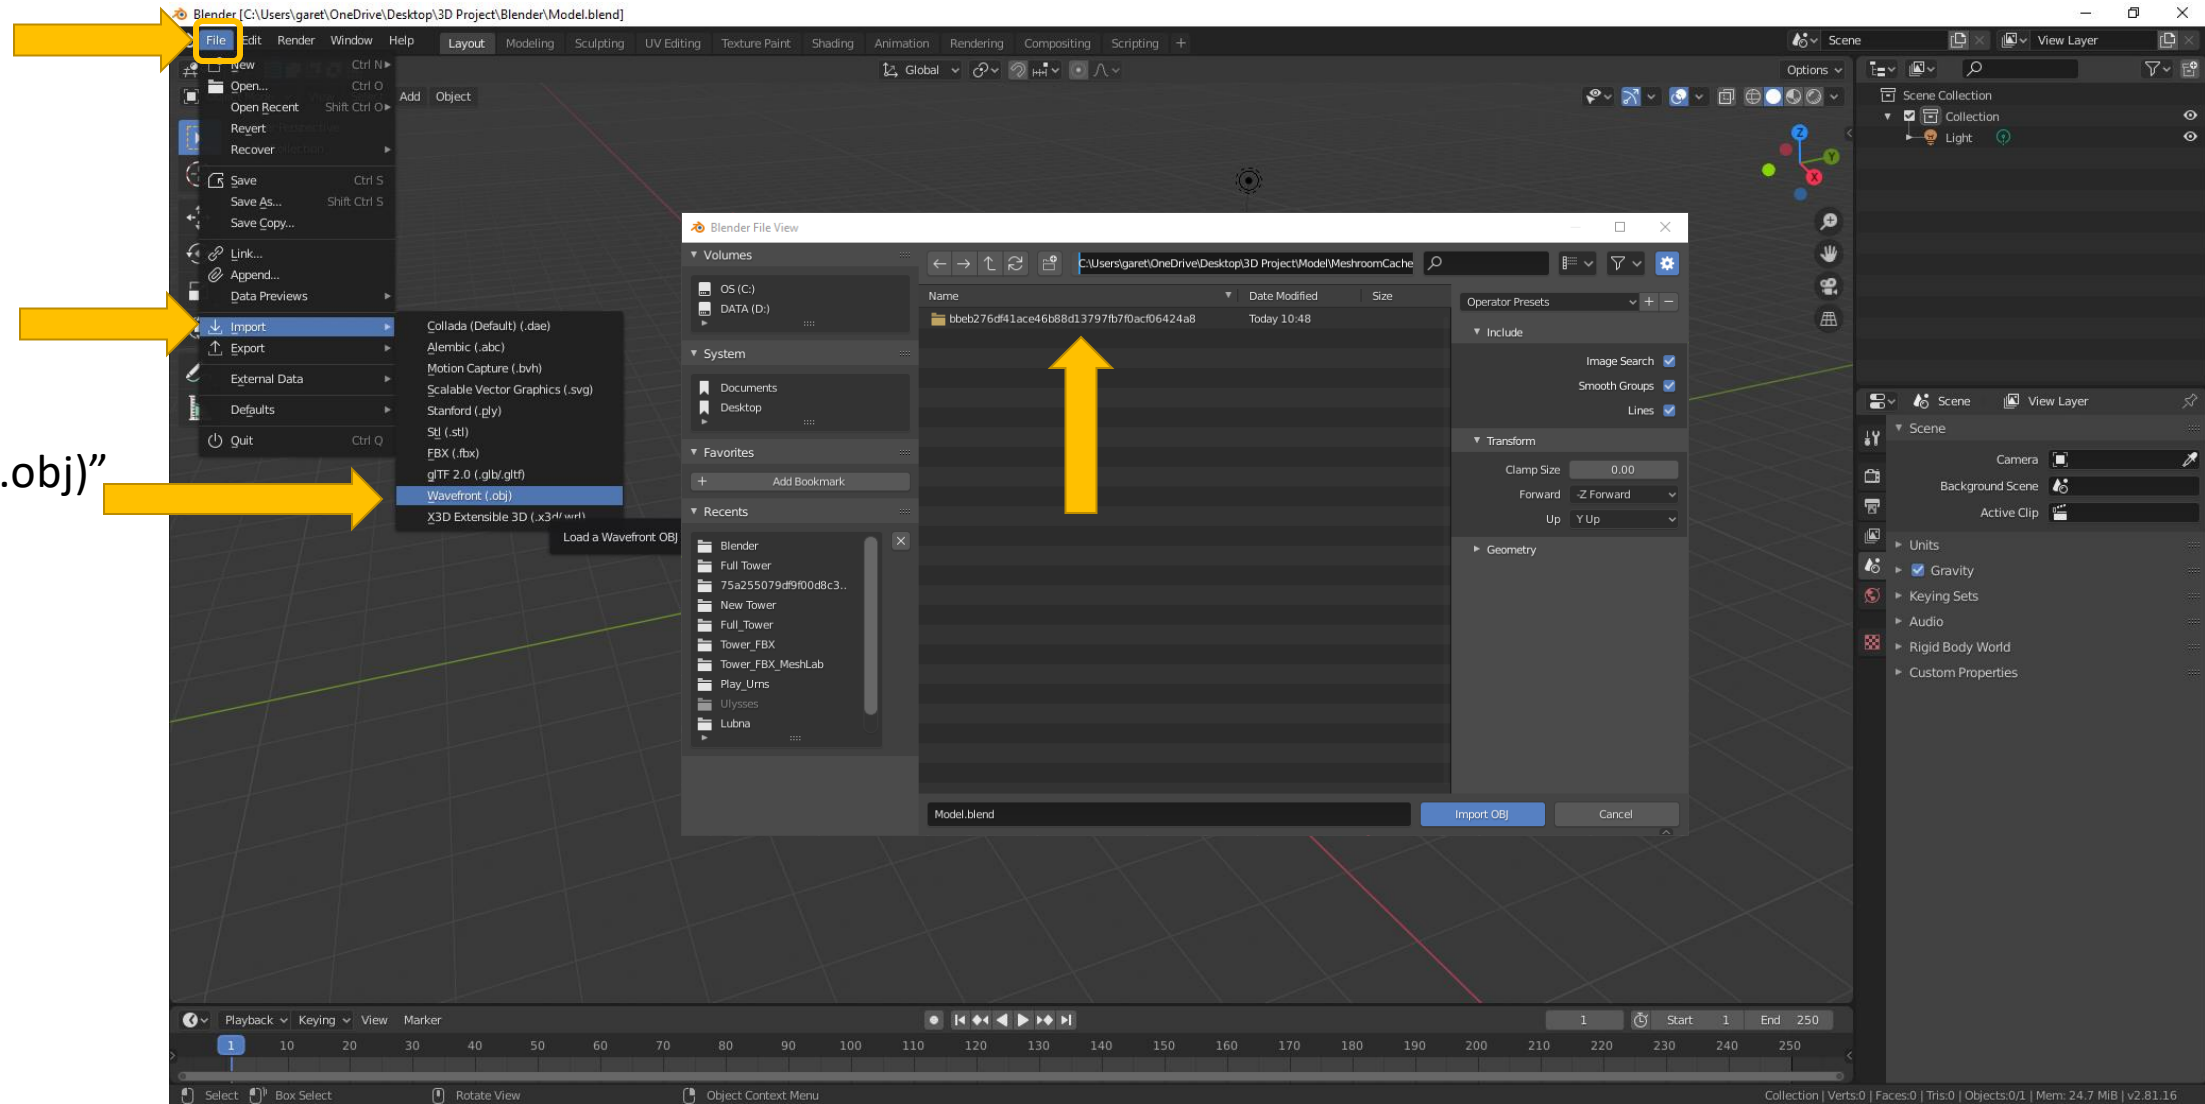 Blender [C:\Users\garet\OneDrive\Desktop\3D Project\Blender\Model.blend]
File Edit Render Window Help Layout Modeling Sculpting UV Editing Texture Paint Shading Animation Rendering Compositing Scripting + Scene View Layer
New Ctrl N
Global Options
Open... Ctrl O
Add Object
Open Recent Shift Ctrl O
Revert
Recover
Save Ctrl S
Save As... Shift Ctrl S
Save Copy...
Link...
Append...
Data Previews
Import
Export
External Data
Defaults
Quit Ctrl Q
Collada (Default) (.dae)
Alembic (.abc)
Motion Capture (.bvh)
Scalable Vector Graphics (.svg)
Stanford (.ply)
Stl (.stl)
FBX (.fbx)
glTF 2.0 (.glb/.gltf)
Wavefront (.obj)
X3D Extensible 3D (.x3d/.wrl)
Load a Wavefront OBJ
.obj)”
Z
Y
X
Blender File View
Volumes
OS (C:)
DATA (D:)
System
Documents
Desktop
Favorites
+ Add Bookmark
Recents
Blender
Full Tower
75a255079df9f00d8c3..
New Tower
Full_Tower
Tower_FBX
Tower_FBX_MeshLab
Play_Urns
Ulysses
Lubna
C:\Users\garet\OneDrive\Desktop\3D Project\Model\MeshroomCache
Name Date Modified Size
bbeb276df41ace46b88d13797fb7f0acf06424a8 Today 10:48
Model.blend
Operator Presets + −
Include
Image Search
Smooth Groups
Lines
Transform
Clamp Size 0.00
Forward -Z Forward
Up Y Up
Geometry
Import OBJ Cancel
Scene Collection
Collection
Light
Scene View Layer
Scene
Camera
Background Scene
Active Clip
Units
Gravity
Keying Sets
Audio
Rigid Body World
Custom Properties
Playback Keying View Marker 1 Start 1 End 250
1 10 20 30 40 50 60 70 80 90 100 110 120 130 140 150 160 170 180 190 200 210 220 230 240 250
Select Box Select Rotate View Object Context Menu Collection | Verts:0 | Faces:0 | Tris:0 | Objects:0/1 | Mem: 24.7 MiB | v2.81.16